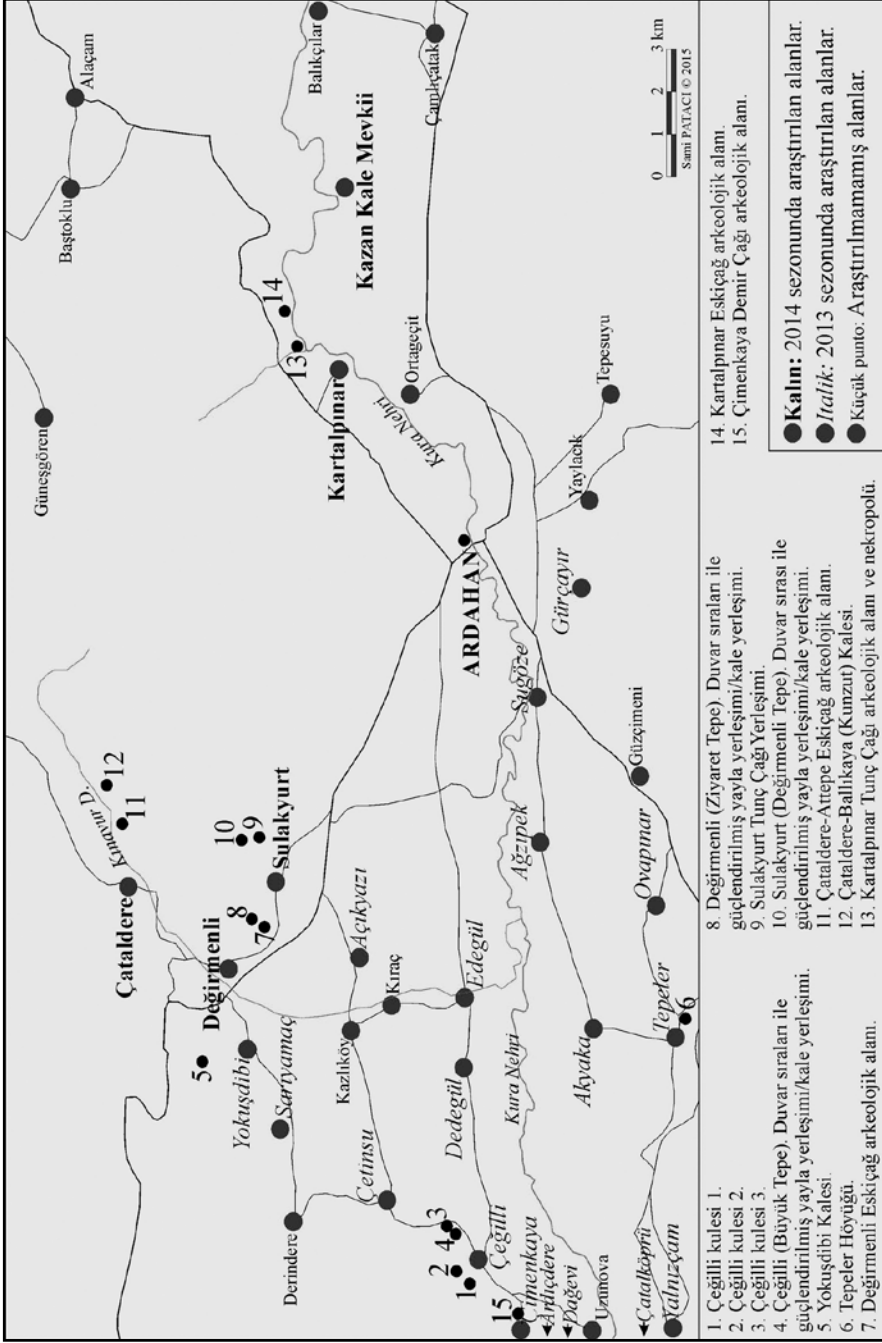 Alaçam
Baştoklu
Balıkçılar
Çamlıçatak
Kazan Kale Mevkii
Güneşgören
14
13
Kartalpınar
Kura Nehri
Ortageçit
Tepesuyu
Yaylacık
ARDAHAN
Gürçayır
Sugöze
Güzçimeni
Kınavur D.
12
11
Çataldere
10
9
Sulakyurt
8
7
Değirmenli
Ağzıpek
Ovapınar
Açıkyazı
Kıraç
Edegül
5
Yokuşdibi
Kazlıköy
Sarıyamaç
Dedegül
Kura Nehri
Akyaka
Tepeler
6
Derindere
Çetinsu
3
4
Çeğilli
2
1
15
Çimenkaya
Ardıçdere
Dağevi
Uzunova
Çatalköprü
Yalnızçam
0 1 2 3 km
Sami PATACI © 2015
1. Çeğilli kulesi 1.
2. Çeğilli kulesi 2.
3. Çeğilli kulesi 3.
4. Çeğilli (Büyük Tepe). Duvar sıraları ile
güçlendirilmiş yayla yerleşimi/kale yerleşimi.
5. Yokuşdibi Kalesi.
6. Tepeler Höyüğü.
7. Değirmenli Eskiçağ arkeolojik alanı.
8. Değirmenli (Ziyaret Tepe). Duvar sıraları ile
güçlendirilmiş yayla yerleşimi/kale yerleşimi.
9. Sulakyurt Tunç Çağı Yerleşimi.
10. Sulakyurt (Değirmenli Tepe). Duvar sırası ile
güçlendirilmiş yayla yerleşimi/kale yerleşimi.
11. Çataldere-Attepe Eskiçağ arkeolojik alanı.
12. Çataldere-Ballıkaya (Kunzut) Kalesi.
13. Kartalpınar Tunç Çağı arkeolojik alanı ve nekropolü.
14. Kartalpınar Eskiçağ arkeolojik alanı.
15. Çimenkaya Demir Çağı arkeolojik alanı.
Kalın: 2014 sezonunda araştırılan alanlar.
Italik: 2013 sezonunda araştırılan alanlar.
Küçük punto: Araştırılmamamış alanlar.